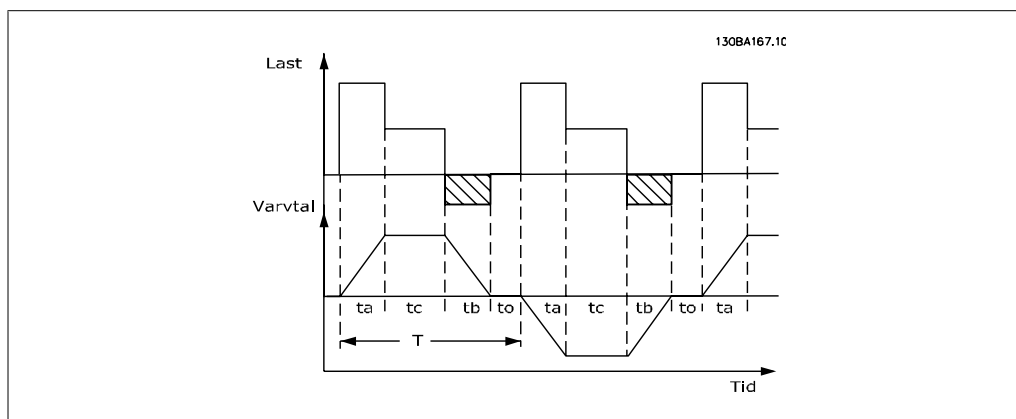 130BA167.10
Last
Varvtal
ta tc tb to ta tc tb to ta
T
Tid